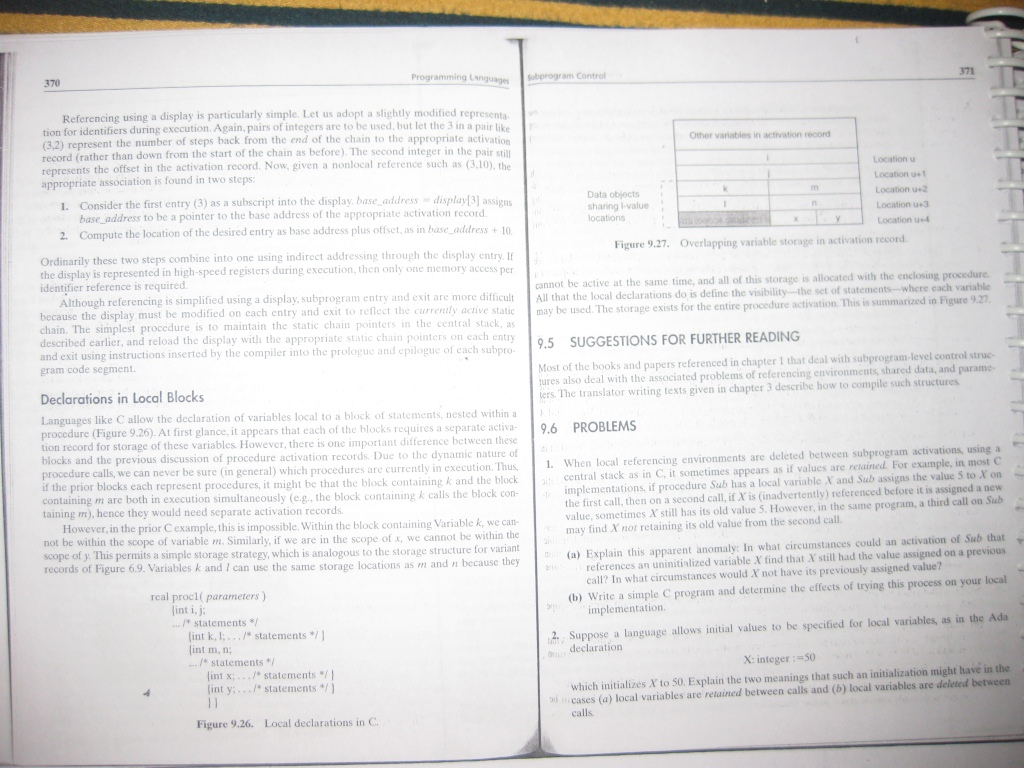 370
Programming Languages
Referencing using a display is particularly simple. Let us adopt a slightly modified representa-
tion for identifiers during execution. Again, pairs of integers are to be used, but let the 3 in a pair like
(3,2) represent the number of steps back from the end of the chain to the appropriate activation
record (rather than down from the start of the chain as before). The second integer in the pair still
represents the offset in the activation record. Now, given a nonlocal reference such as (3,10), the
appropriate association is found in two steps:
1. Consider the first entry (3) as a subscript into the display. base_address = display[3] assigns
base_address to be a pointer to the base address of the appropriate activation record.
2. Compute the location of the desired entry as base address plus offset, as in base_address + 10.
Ordinarily these two steps combine into one using indirect addressing through the display entry. If
the display is represented in high-speed registers during execution, then only one memory access per
identifier reference is required.
Although referencing is simplified using a display, subprogram entry and exit are more difficult
because the display must be modified on each entry and exit to reflect the currently active static
chain. The simplest procedure is to maintain the static chain pointers in the central stack, as
described earlier, and reload the display with the appropriate static chain pointers on each entry
and exit using instructions inserted by the compiler into the prologue and epilogue of each subpro-
gram code segment.
Declarations in Local Blocks
Languages like C allow the declaration of variables local to a block of statements, nested within a
procedure (Figure 9.26). At first glance, it appears that each of the blocks requires a separate activa-
tion record for storage of these variables. However, there is one important difference between these
blocks and the previous discussion of procedure activation records. Due to the dynamic nature of
procedure calls, we can never be sure (in general) which procedures are currently in execution. Thus,
if the prior blocks each represent procedures, it might be that the block containing k and the block
containing m are both in execution simultaneously (e.g., the block containing k calls the block con-
taining m), hence they would need separate activation records.
However, in the prior C example, this is impossible. Within the block containing Variable k, we can-
not be within the scope of variable m. Similarly, if we are in the scope of x, we cannot be within the
scope of y. This permits a simple storage strategy, which is analogous to the storage structure for variant
records of Figure 6.9. Variables k and l can use the same storage locations as m and n because they
real proc1( parameters )
{int i, j;
... /* statements */
{int k, l; . . . /* statements */ }
{int m, n;
... /* statements */
{int x; . . . /* statements */ }
{int y; . . . /* statements */ }
}}
Figure 9.26. Local declarations in C.
Subprogram Control
371
Other variables in activation record
i
Location u
j
Location u+1
k m
Location u+2
Data objects
sharing l-value
locations
l n
Location u+3
x y
Location u+4
Figure 9.27. Overlapping variable storage in activation record.
cannot be active at the same time, and all of this storage is allocated with the enclosing procedure.
All that the local declarations do is define the visibility—the set of statements—where each variable
may be used. The storage exists for the entire procedure activation. This is summarized in Figure 9.27.
9.5 SUGGESTIONS FOR FURTHER READING
Most of the books and papers referenced in chapter 1 that deal with subprogram-level control struc-
tures also deal with the associated problems of referencing environments, shared data, and parame-
ters. The translator writing texts given in chapter 3 describe how to compile such structures.
9.6 PROBLEMS
1. When local referencing environments are deleted between subprogram activations, using a
central stack as in C, it sometimes appears as if values are retained. For example, in most C
implementations, if procedure Sub has a local variable X and Sub assigns the value 5 to X on
the first call, then on a second call, if X is (inadvertently) referenced before it is assigned a new
value, sometimes X still has its old value 5. However, in the same program, a third call on Sub
may find X not retaining its old value from the second call.
(a) Explain this apparent anomaly: In what circumstances could an activation of Sub that
references an uninitialized variable X find that X still had the value assigned on a previous
call? In what circumstances would X not have its previously assigned value?
(b) Write a simple C program and determine the effects of trying this process on your local
implementation.
2. Suppose a language allows initial values to be specified for local variables, as in the Ada
declaration
X: integer :=50
which initializes X to 50. Explain the two meanings that such an initialization might have in the
cases (a) local variables are retained between calls and (b) local variables are deleted between
calls.